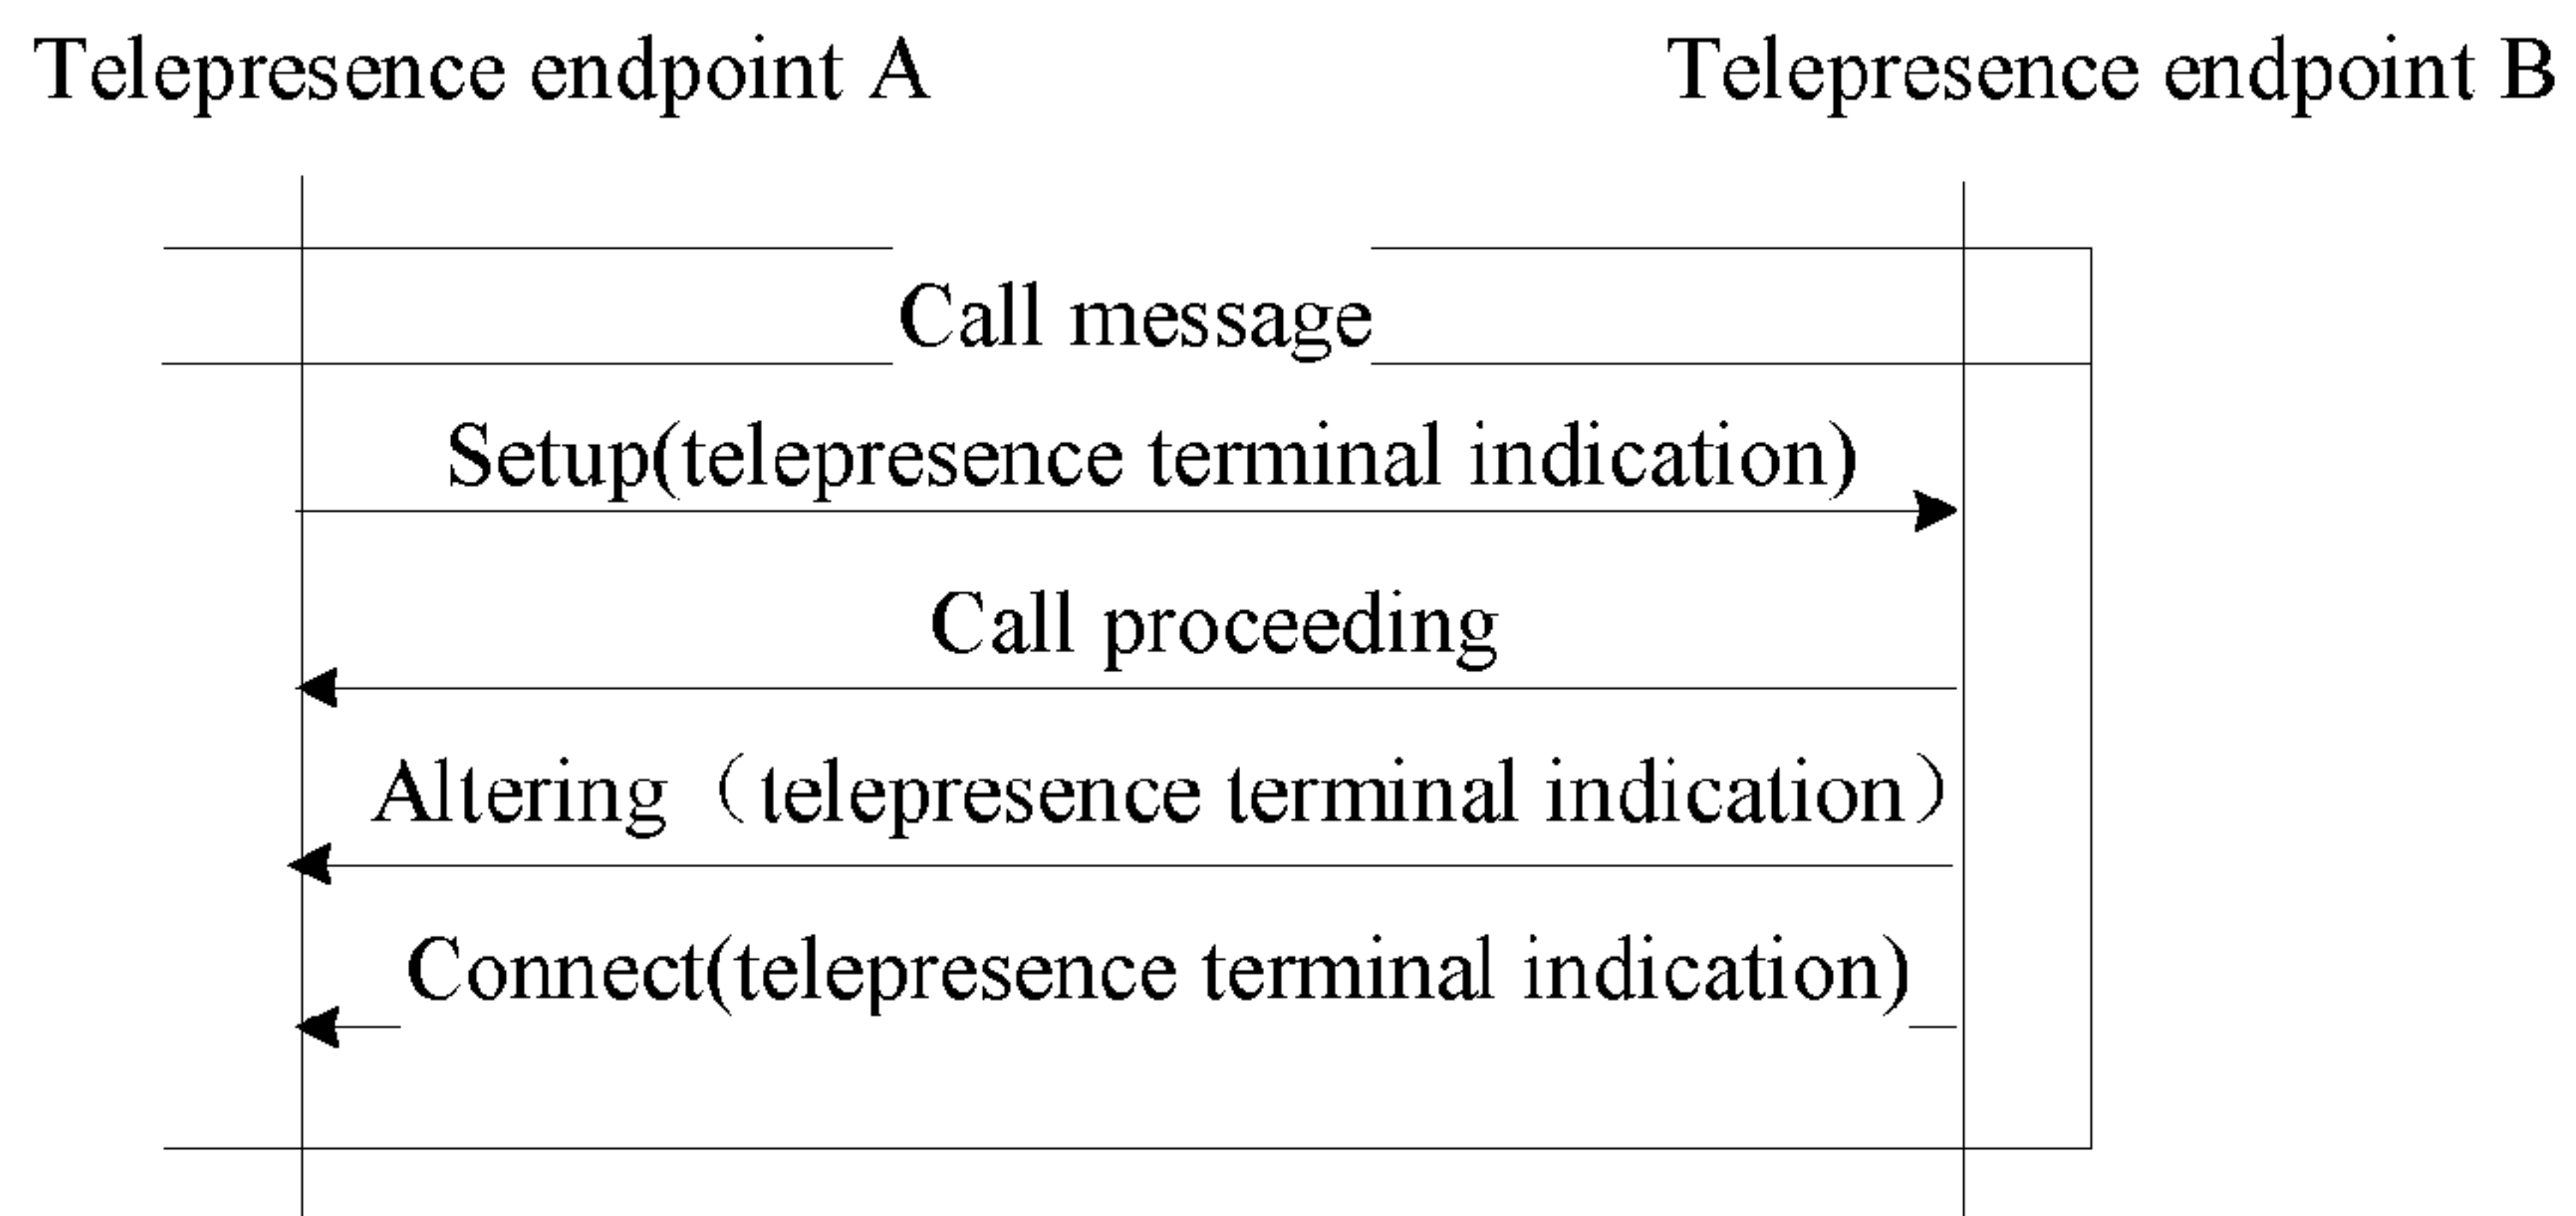 Telepresence endpoint A
Telepresence endpoint B
Call message
Setup(telepresence terminal indication)
Call proceeding
Altering（telepresence terminal indication）
Connect(telepresence terminal indication)